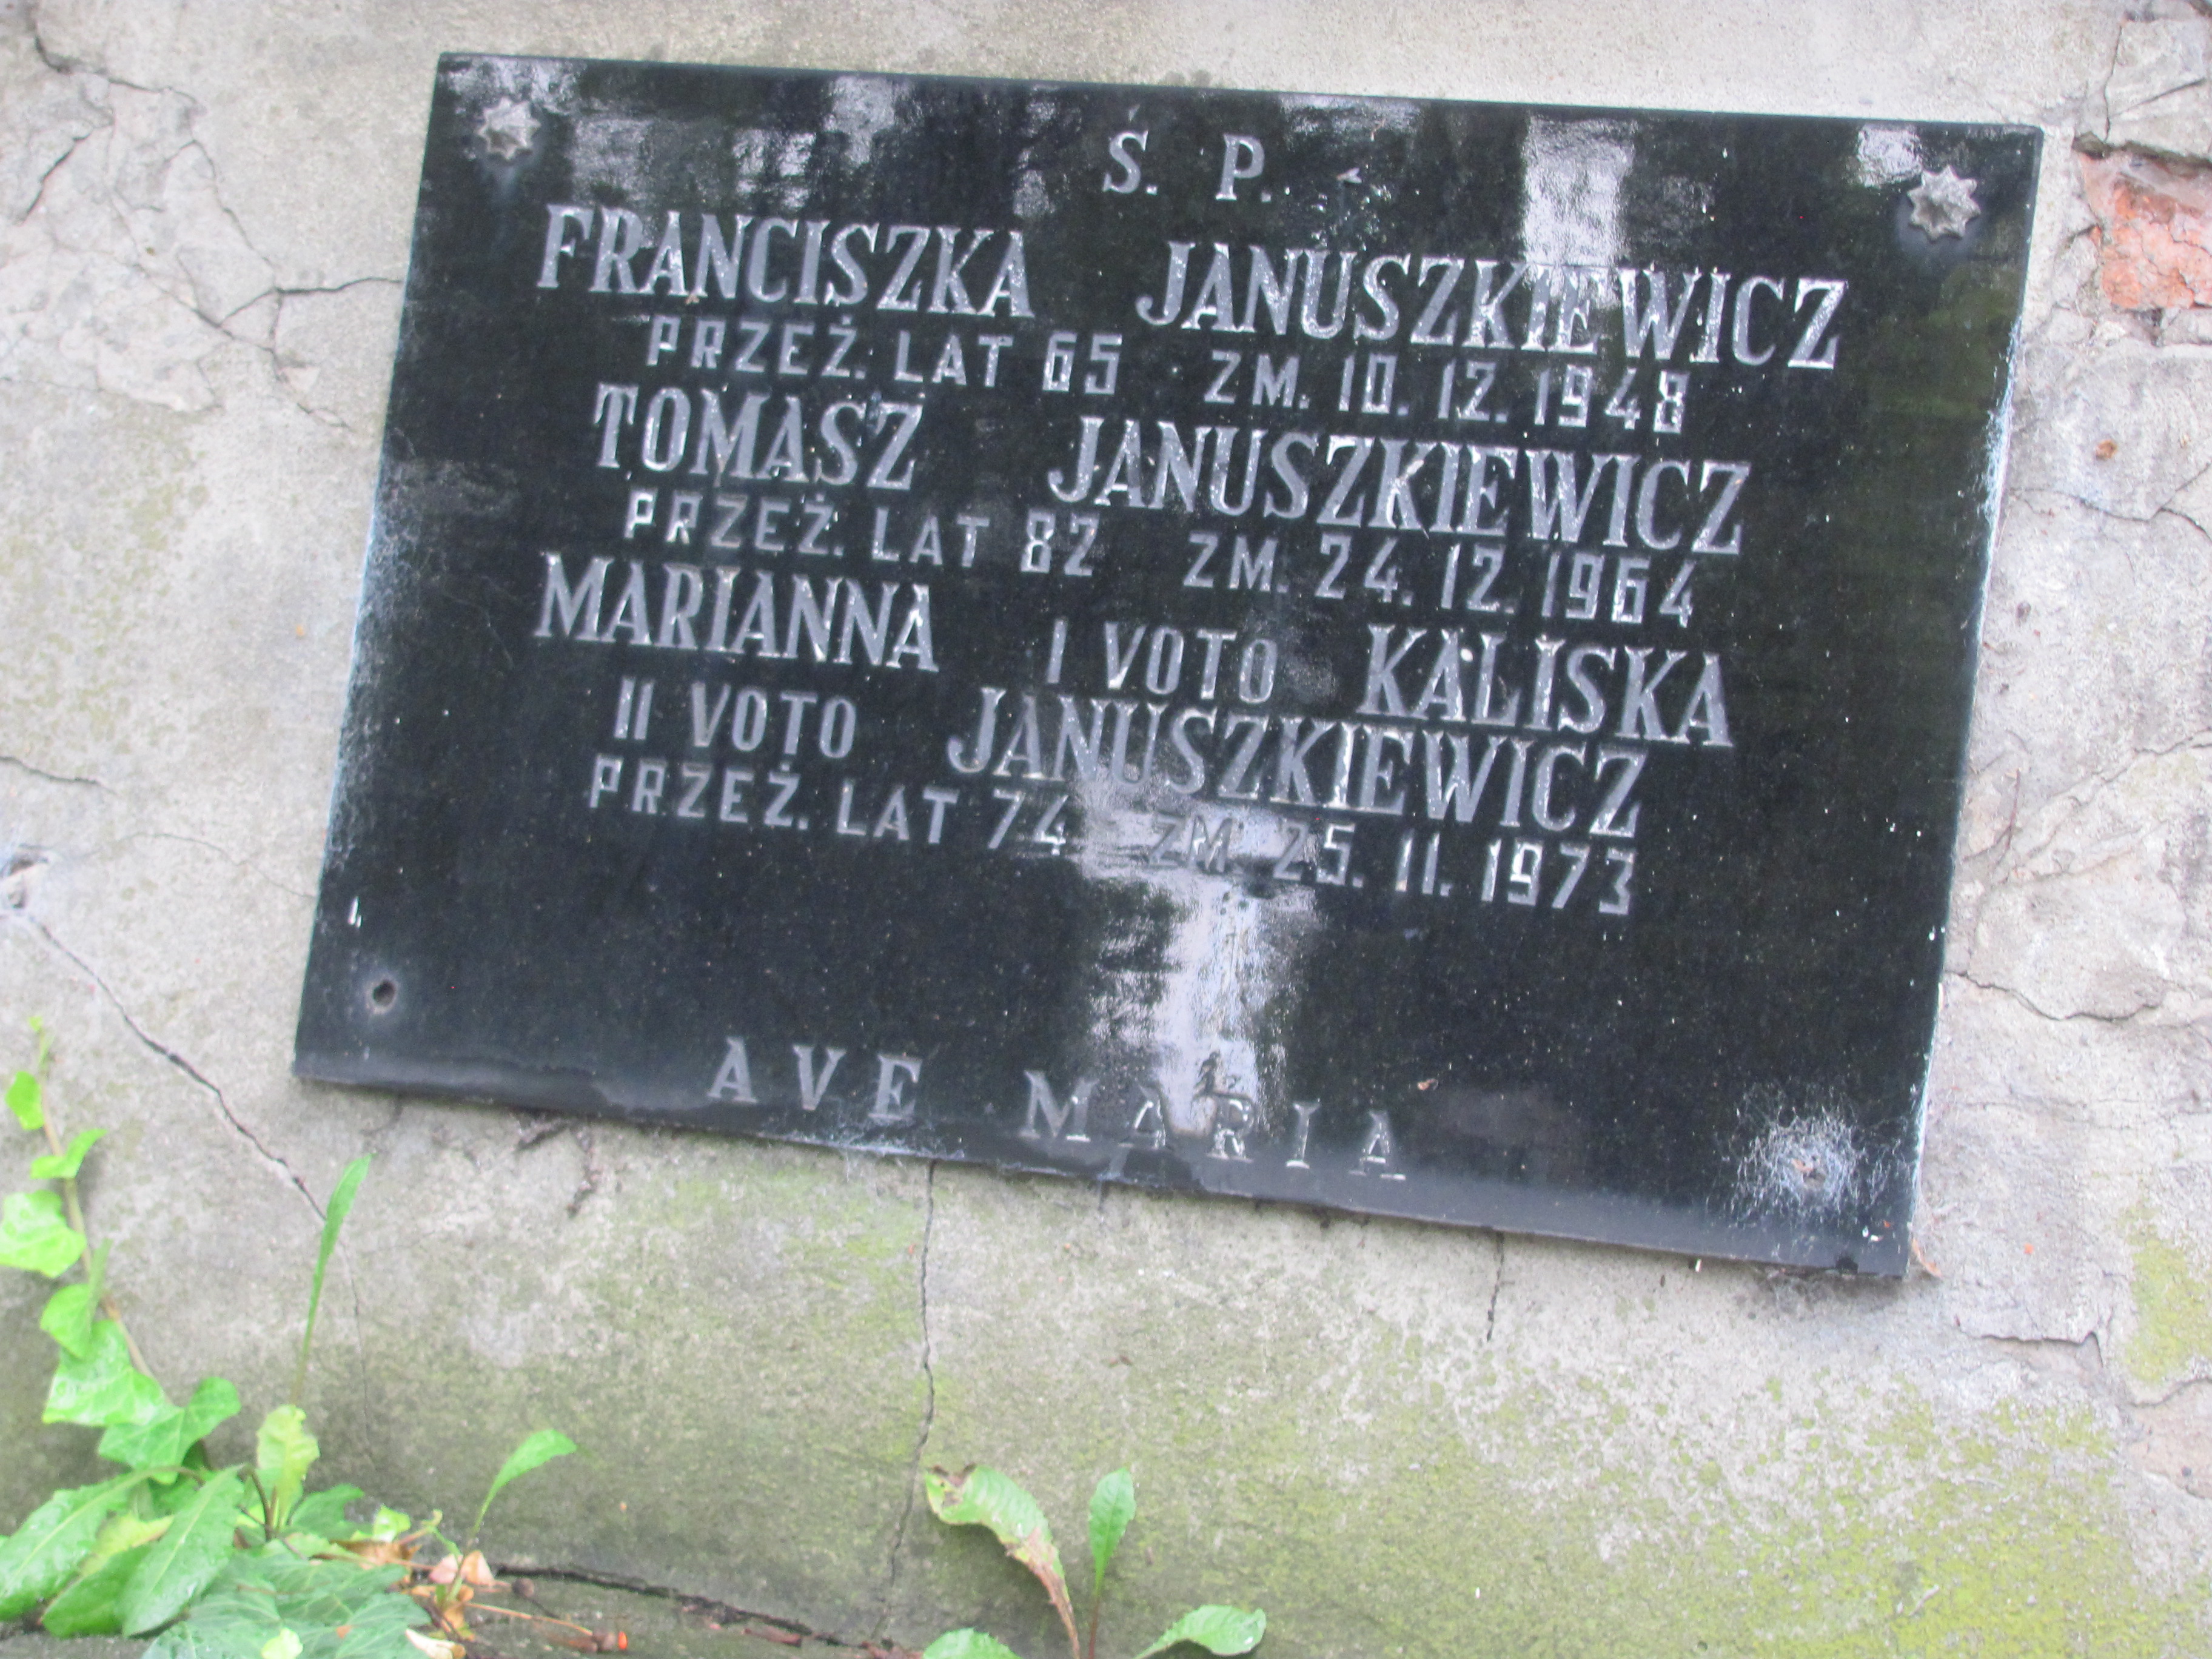 Ś. P.
FRANCISZKA JANUSZKIEWICZ
PRZEŻ. LAT 65 ZM. 10. 12. 1948
TOMASZ JANUSZKIEWICZ
PRZEŻ. LAT 82 ZM. 24. 12. 1964
MARIANNA I VOTO KALISKA
II VOTO JANUSZKIEWICZ
PRZEŻ. LAT 74 ZM 25. 11. 1973
AVE MARIA